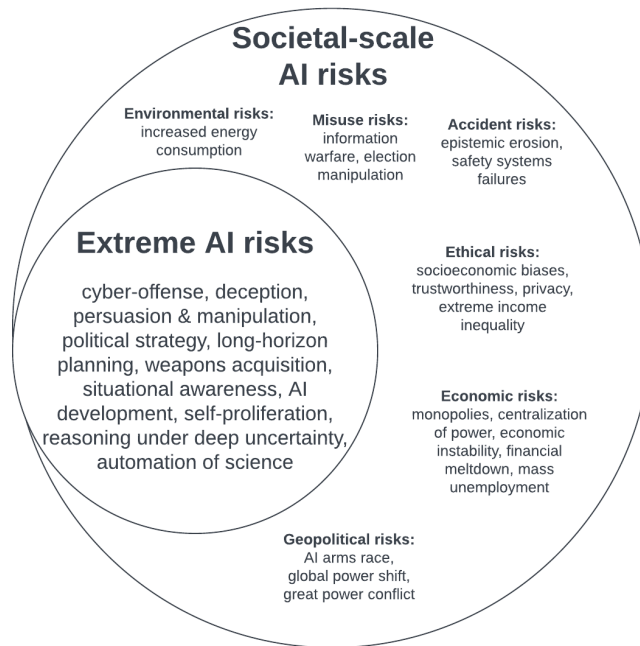 Societal-scale
AI risks
Environmental risks:
increased energy
consumption
Misuse risks:
information
warfare, election
manipulation
Accident risks:
epistemic erosion,
safety systems
failures
Extreme AI risks
cyber-offense, deception,
persuasion & manipulation,
political strategy, long-horizon
planning, weapons acquisition,
situational awareness, AI
development, self-proliferation,
reasoning under deep uncertainty,
automation of science
Ethical risks:
socioeconomic biases,
trustworthiness, privacy,
extreme income
inequality
Economic risks:
monopolies, centralization
of power, economic
instability, financial
meltdown, mass
unemployment
Geopolitical risks:
AI arms race,
global power shift,
great power conflict